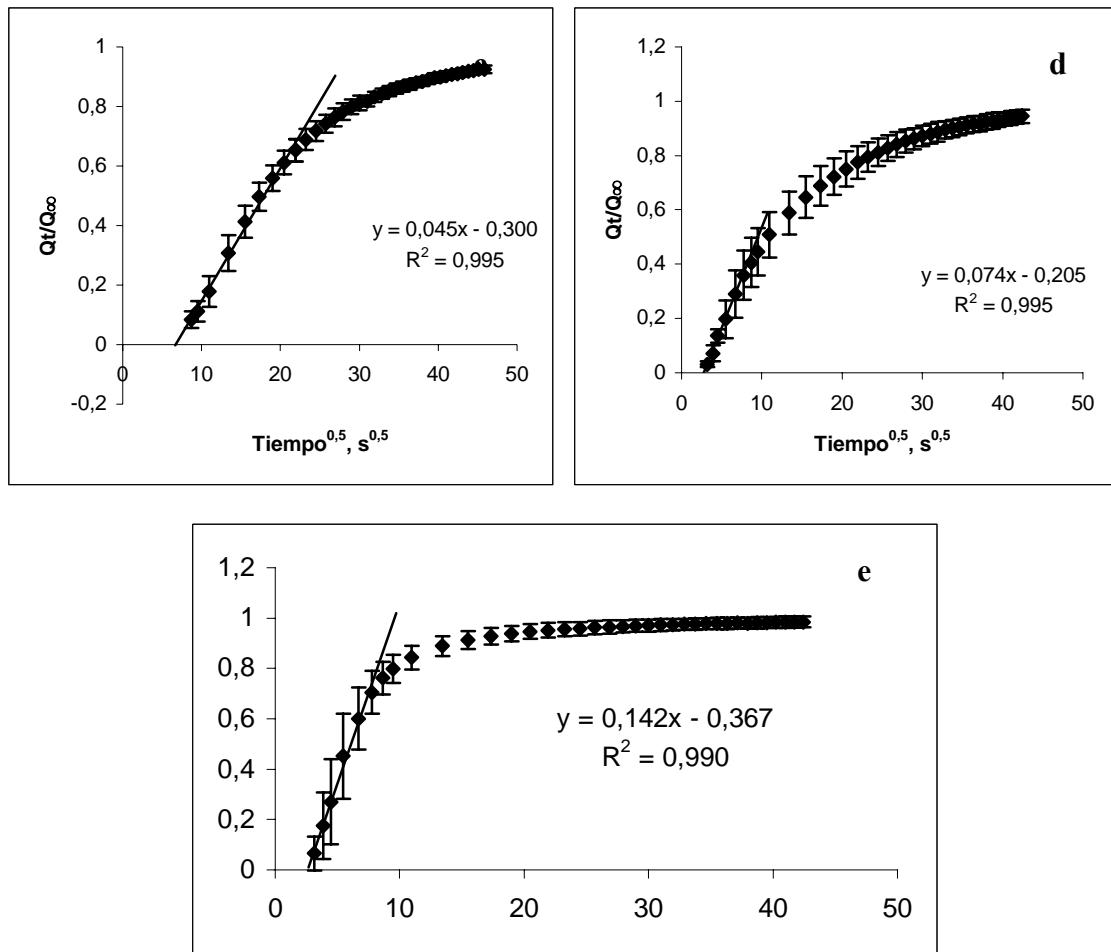 1
0,8
0,6
0,4
0,2
0
-0,2
Qt/Q∞
0 10 20 30 40 50
Tiempo^0,5, s^0,5
y = 0,045x - 0,300
R² = 0,995
d
1,2
1
0,8
0,6
0,4
0,2
0
Qt/Q∞
0 10 20 30 40 50
Tiempo^0,5, s^0,5
y = 0,074x - 0,205
R² = 0,995
e
1,2
1
0,8
0,6
0,4
0,2
0
0 10 20 30 40 50
y = 0,142x - 0,367
R² = 0,990